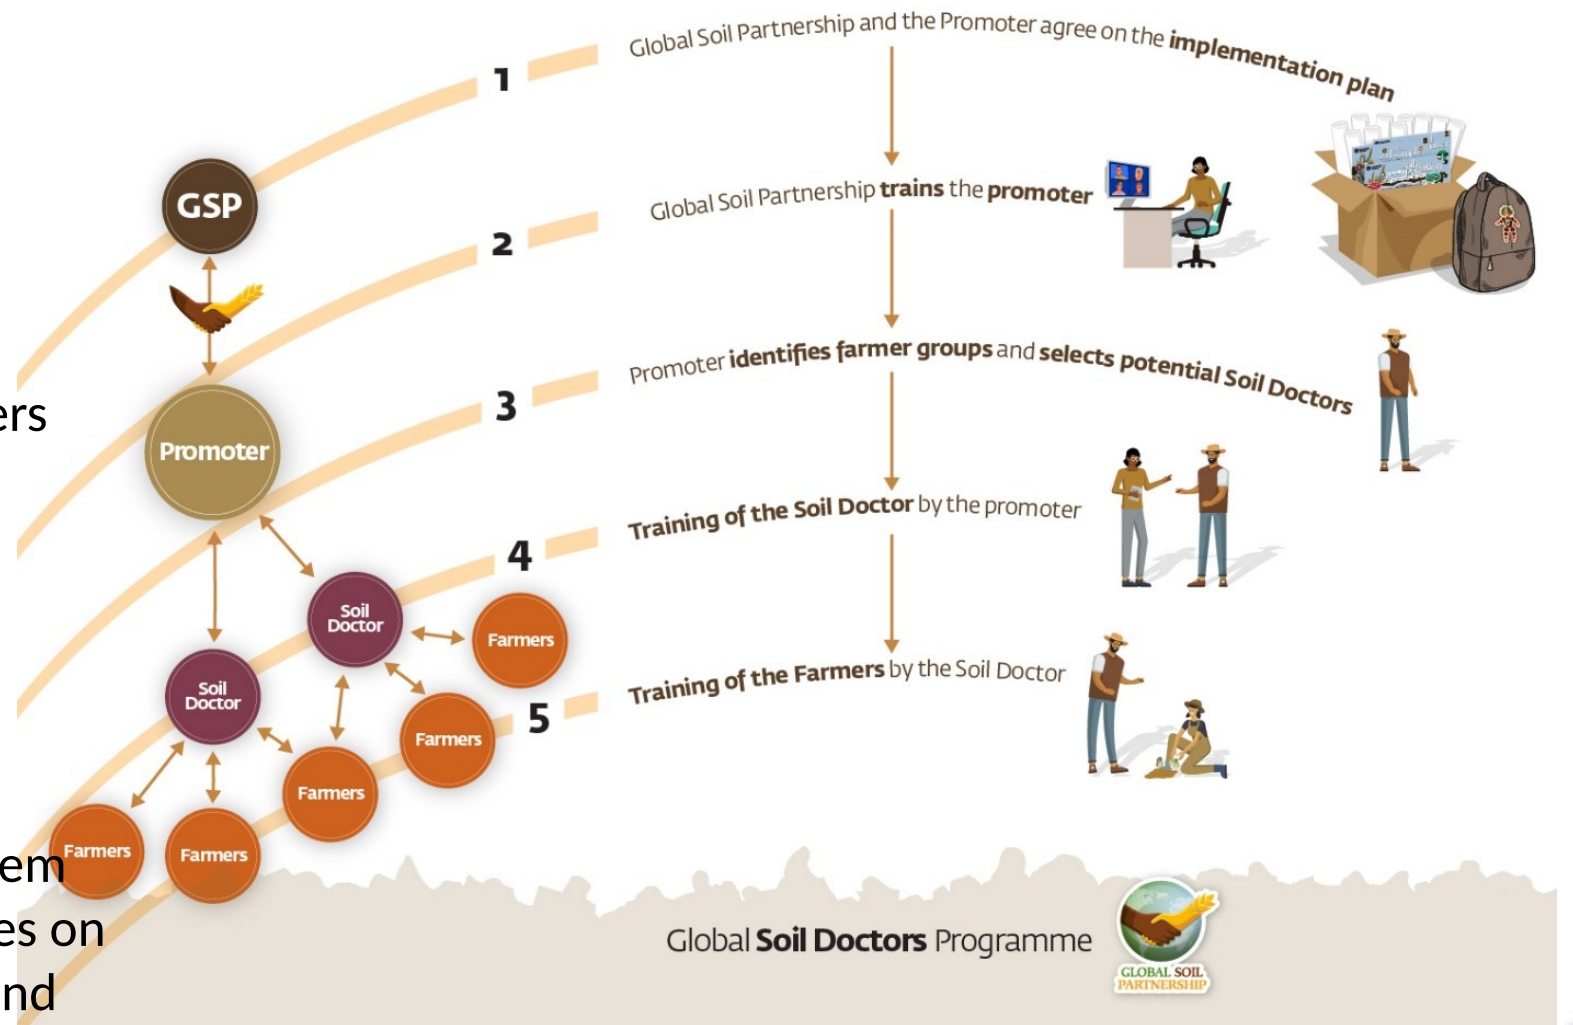 1
Global Soil Partnership and the Promoter agree on the implementation plan
GSP
2
Global Soil Partnership trains the promoter
3
Promoter identifies farmer groups and selects potential Soil Doctors
ers
Promoter
4
Training of the Soil Doctor by the promoter
Soil
Doctor
Farmers
Soil
Doctor
5
Training of the Farmers by the Soil Doctor
Farmers
Farmers
Farmers
Farmers
em
es on
nd
Global Soil Doctors Programme
GLOBAL SOIL
PARTNERSHIP